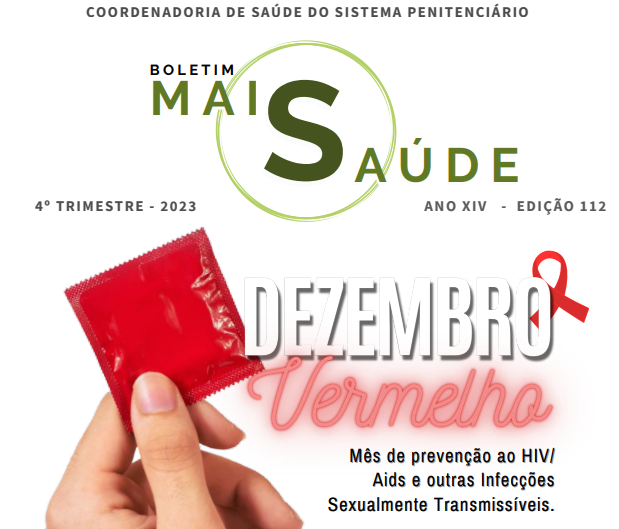 COORDENADORIA DE SAÚDE DO SISTEMA PENITENCIÁRIO
BOLETIM
MAIS
SAÚDE
4º TRIMESTRE - 2023
ANO XIV - EDIÇÃO 112
DEZEMBRO
Vermelho
Mês de prevenção ao HIV/
Aids e outras Infecções
Sexualmente Transmissíveis.